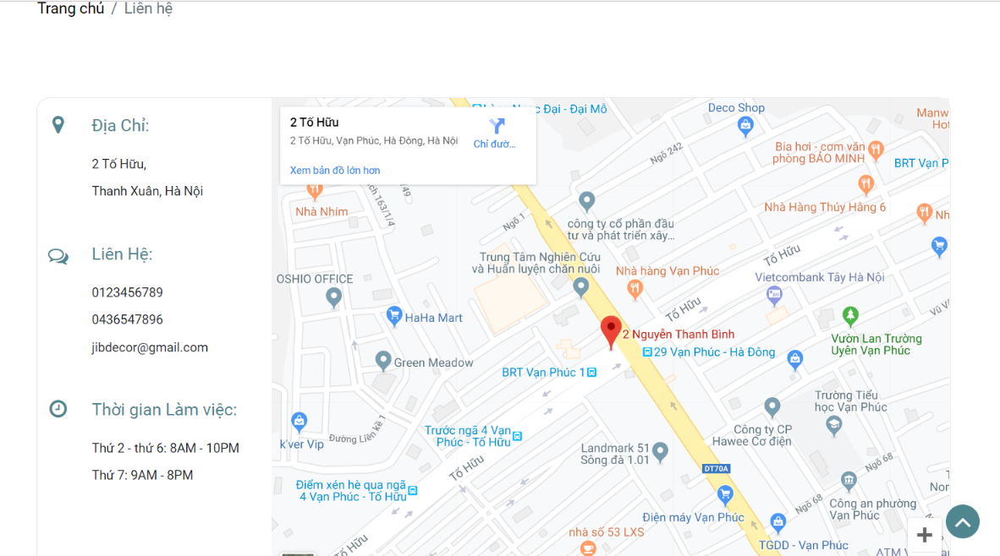 Trang chủ / Liên hệ
Địa Chỉ:
2 Tố Hữu,
Thanh Xuân, Hà Nội
Liên Hệ:
0123456789
0436547896
jibdecor@gmail.com
Thời gian Làm việc:
Thứ 2 - thứ 6: 8AM - 10PM
Thứ 7: 9AM - 8PM
2 Tố Hữu
2 Tố Hữu, Vạn Phúc, Hà Đông, Hà Nội
Chỉ đườ...
Xem bản đồ lớn hơn
Đại - Đại Mỗ
Deco Shop
Ngõ 242
Bia hơi - cơm văn
phòng BẢO MINH
BRT Vạn P
Nhà Nhím
ch 163/1/4
/49
Ngõ 1
công ty cổ phần đầu
tư và phát triển xây...
Nhà Hàng Thúy Hằng 6
Nh
Tố Hữu
Trung Tâm Nghiên Cứu
và Huấn luyện chăn nuôi
Nhà hàng Vạn Phúc
Vietcombank Tây Hà Nội
OSHIO OFFICE
Tố Hữu
HaHa Mart
2 Nguyễn Thanh Bình
29 Vạn Phúc - Hà Đông
Vườn Lan Trường
Uyên Vạn Phúc
Green Meadow
BRT Vạn Phúc 1
Trường Tiểu
học Vạn Phúc
Đường Liên kề 1
k'ver Vip
Trước ngã 4 Vạn
Phúc - Tố Hữu
Công ty CP
Hawee Cơ điện
Landmark 51
Sông đà 1.01
Tố Hữu
DT70A
Ngõ 68
Điểm xén hè qua ngã
4 Vạn Phúc - Tố Hữu
Nor
Công an phường
Vạn Phúc
Ngõ 68
Điện máy Vạn Phúc
nhà số 53 LXS
TGDD - Vạn Phúc
ố Hữu
ATM V